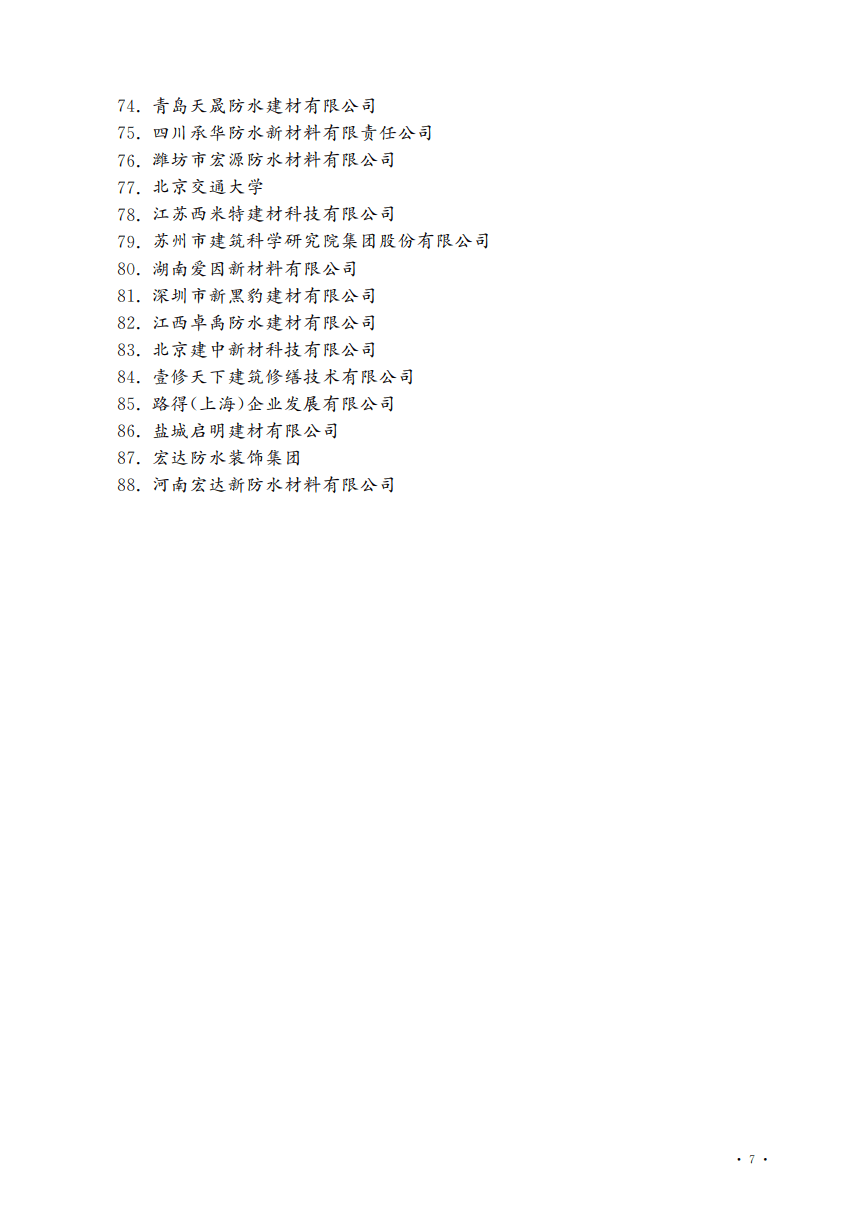 74. 青岛天晟防水建材有限公司
75. 四川承华防水新材料有限责任公司
76. 潍坊市宏源防水材料有限公司
77. 北京交通大学
78. 江苏西米特建材科技有限公司
79. 苏州市建筑科学研究院集团股份有限公司
80. 湖南爱因新材料有限公司
81. 深圳市新黑豹建材有限公司
82. 江西卓禹防水建材有限公司
83. 北京建中新材科技有限公司
84. 壹修天下建筑修缮技术有限公司
85. 路得(上海)企业发展有限公司
86. 盐城启明建材有限公司
87. 宏达防水装饰集团
88. 河南宏达新防水材料有限公司
· 7 ·